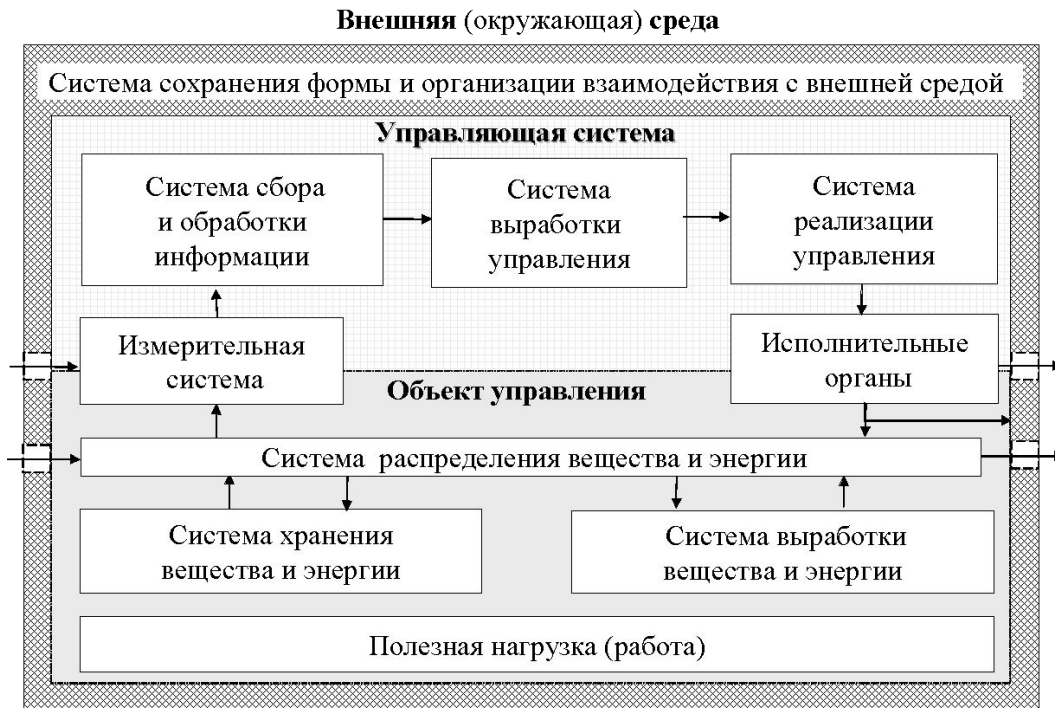 Внешняя (окружающая) среда
Система сохранения формы и организации взаимодействия с внешней средой
Управляющая система
Система сбора
и обработки
информации
Система
выработки
управления
Система
реализации
управления
Измерительная
система
Исполнительные
органы
Объект управления
Система распределения вещества и энергии
Система хранения
вещества и энергии
Система выработки
вещества и энергии
Полезная нагрузка (работа)